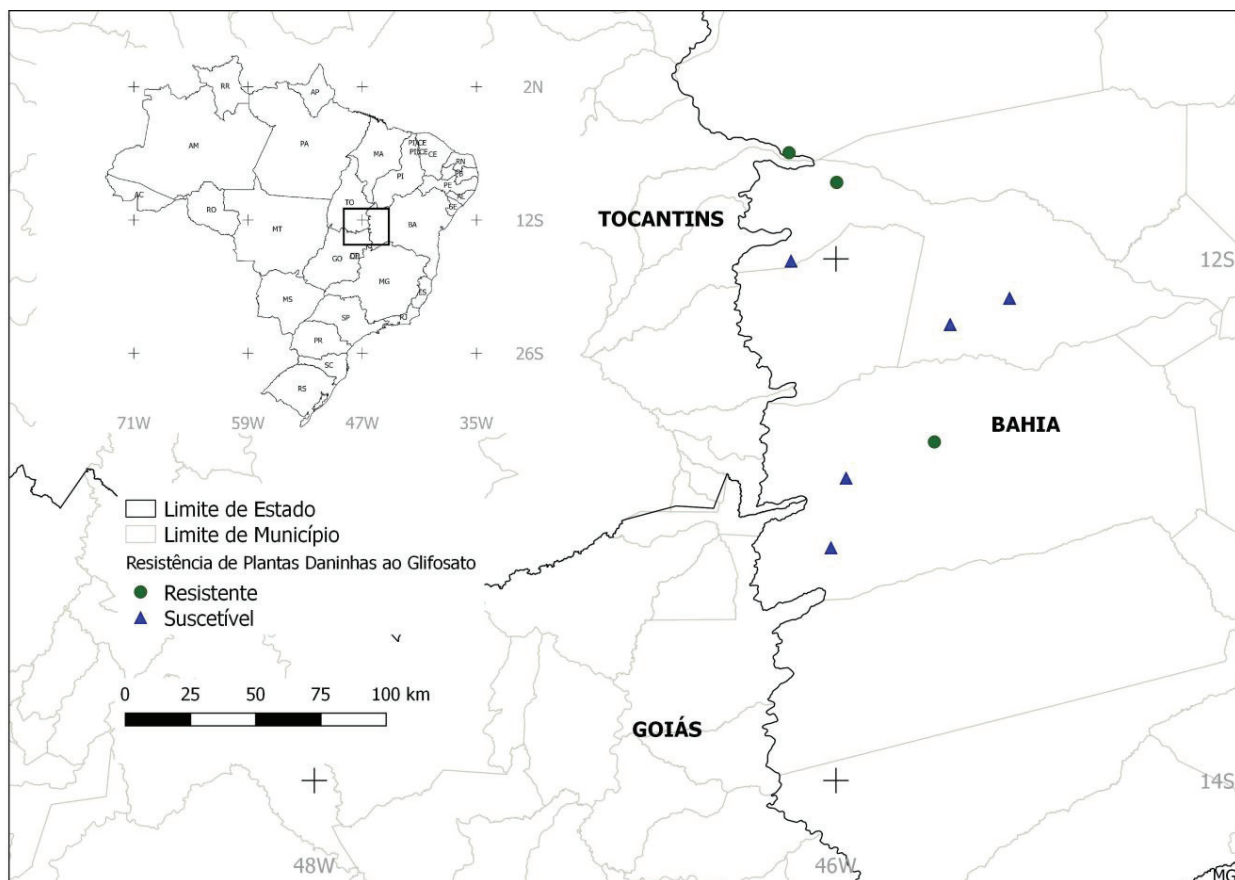 2N
RR
AP
AM
PA
MA
CE
RN
PI
PE
AC
TO
SE
RO
12S
BA
MT
GO
DF
MG
MS
ES
SP
RJ
PR
26S
SC
RS
71W
59W
47W
35W
TOCANTINS
12S
BAHIA
Limite de Estado
Limite de Município
Resistência de Plantas Daninhas ao Glifosato
Resistente
Suscetível
0 25 50 75 100 km
GOIÁS
14S
48W
46W
MG